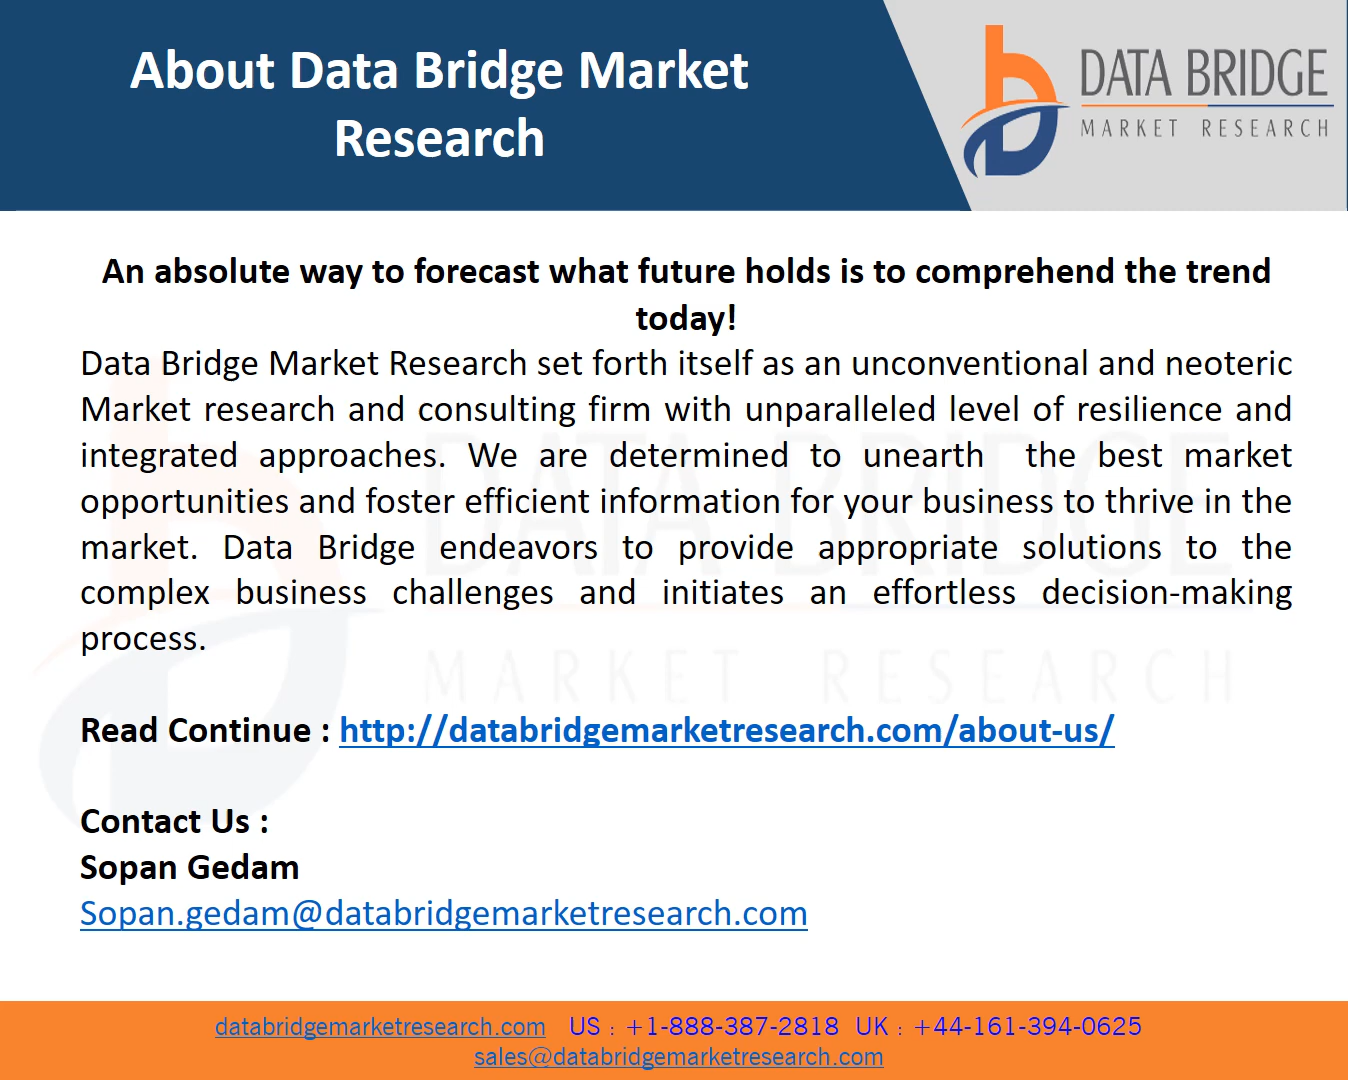 About Data Bridge Market
Research
DATA BRIDGE
MARKET RESEARCH
An absolute way to forecast what future holds is to comprehend the trend
today!
Data Bridge Market Research set forth itself as an unconventional and neoteric
Market research and consulting firm with unparalleled level of resilience and
integrated approaches. We are determined to unearth the best market
opportunities and foster efficient information for your business to thrive in the
market. Data Bridge endeavors to provide appropriate solutions to the
complex business challenges and initiates an effortless decision-making
process.
DATA BRIDGE
MARKET RESEARCH
Read Continue : http://databridgemarketresearch.com/about-us/
Contact Us :
Sopan Gedam
Sopan.gedam@databridgemarketresearch.com
databridgemarketresearch.com US : +1-888-387-2818 UK : +44-161-394-0625
sales@databridgemarketresearch.com